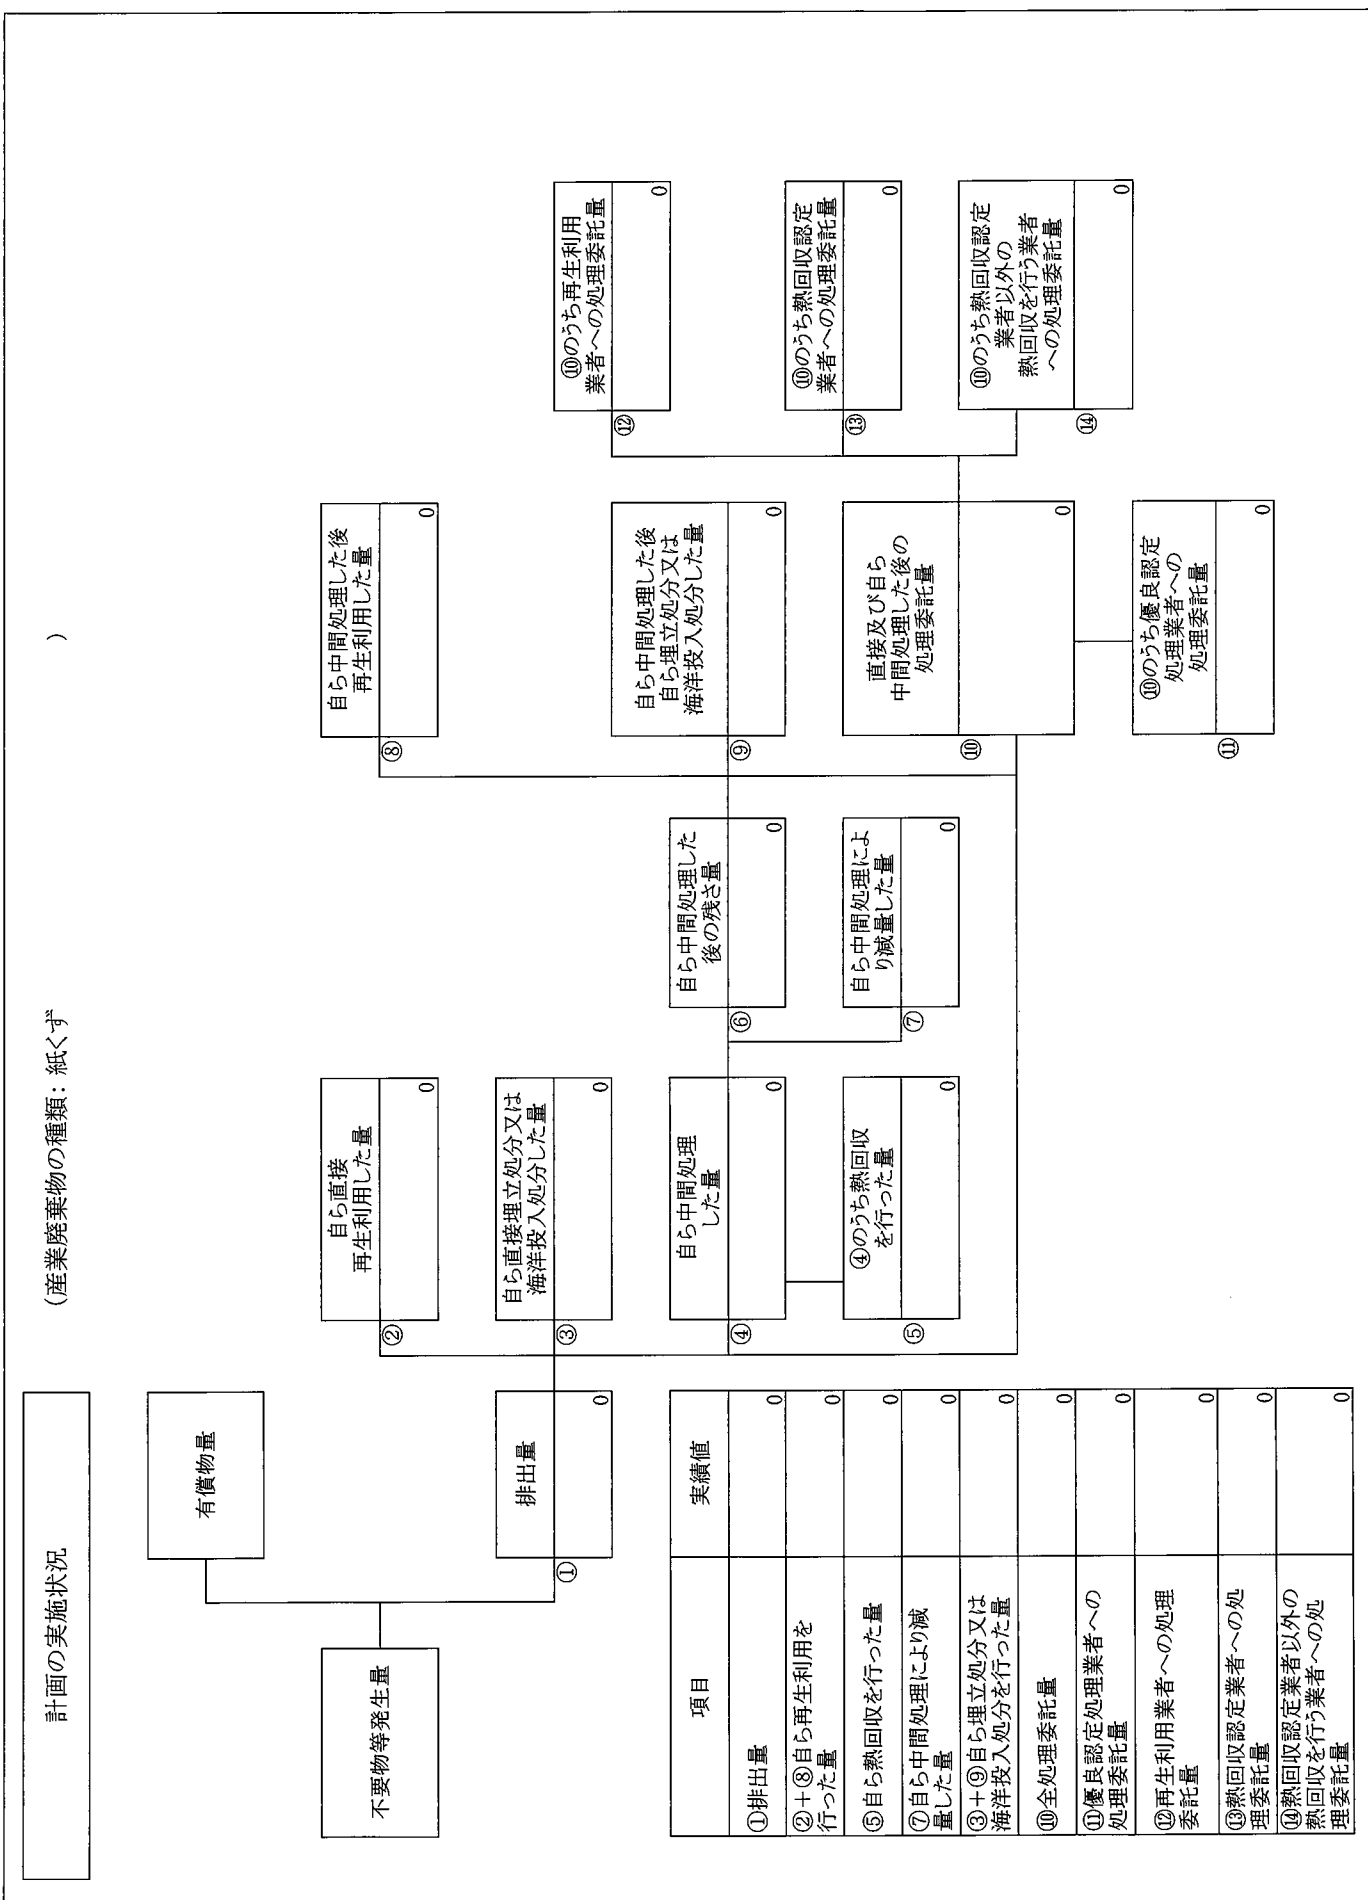 計画の実施状況
(産業廃棄物の種類：紙くず
)
不要物等発生量
有償物量
①
排出量
0
②
自ら直接
再生利用した量
0
③
自ら直接埋立処分又は
海洋投入処分した量
0
④
自ら中間処理
した量
0
⑤
④のうち熱回収
を行った量
0
⑥
自ら中間処理した
後の残さ量
0
⑦
自ら中間処理によ
り減量した量
0
⑧
自ら中間処理した後
再生利用した量
0
⑨
自ら中間処理した後
自ら埋立処分又は
海洋投入処分した量
0
⑩
直接及び自ら
中間処理した後の
処理委託量
0
⑪
⑩のうち優良認定
処理業者への
処理委託量
0
⑫
⑩のうち再生利用
業者への処理委託量
0
⑬
⑩のうち熱回収認定
業者への処理委託量
0
⑭
⑩のうち熱回収認定
業者以外の
熱回収を行う業者
への処理委託量
0
項目
実績値
①排出量
0
②+⑧自ら再生利用を
行った量
0
⑤自ら熱回収を行った量
0
⑦自ら中間処理により減
量した量
0
③+⑨自ら埋立処分又は
海洋投入処分を行った量
0
⑩全処理委託量
0
⑪優良認定処理業者への
処理委託量
0
⑫再生利用業者への処理
委託量
0
⑬熱回収認定業者への処
理委託量
0
⑭熱回収認定業者以外の
熱回収を行う業者への処
理委託量
0